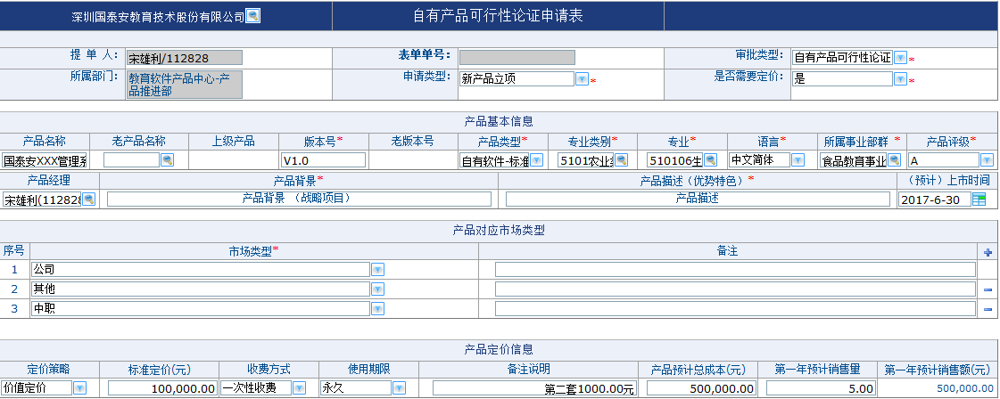 深圳国泰安教育技术股份有限公司 自有产品可行性论证申请表
提 单 人： 宋雄利/112828 表单单号： 审批类型： 自有产品可行性论证 *
所属部门： 教育软件产品中心-产品推进部 申请类型： 新产品立项 * 是否需要定价： 是 *
产品基本信息
产品名称 老产品名称 上级产品 版本号* 老版本号 产品类型* 专业类别* 专业* 语言* 所属事业部群 * 产品评级*
国泰安XXX管理系 V1.0 自有软件-标准 5101农业 510106生 中文简体 食品教育事业 A
产品经理 产品背景* 产品描述（优势特色）* （预计）上市时间
宋雄利(112828 产品背景 （战略项目） 产品描述 2017-6-30
产品对应市场类型
序号 市场类型* 备注
1 公司
2 其他
3 中职
产品定价信息
定价策略 标准定价(元) 收费方式 使用期限 备注说明 产品预计总成本(元) 第一年预计销售量 第一年预计销售额(元)
价值定价 100,000.00 一次性收费 永久 第二套1000.00元 500,000.00 5.00 500,000.00